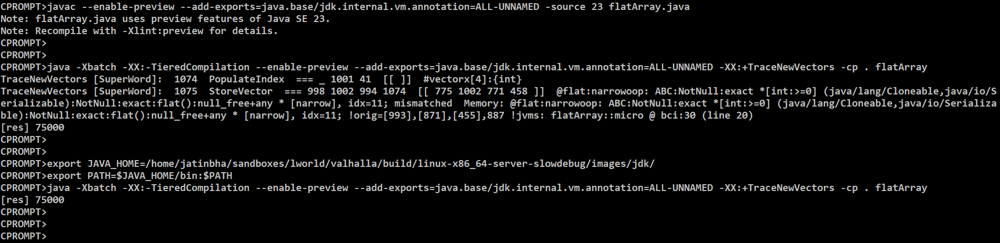 CPROMPT>javac --enable-preview --add-exports=java.base/jdk.internal.vm.annotation=ALL-UNNAMED -source 23 flatArray.java
Note: flatArray.java uses preview features of Java SE 23.
Note: Recompile with -Xlint:preview for details.
CPROMPT>
CPROMPT>
CPROMPT>java -Xbatch -XX:-TieredCompilation --enable-preview --add-exports=java.base/jdk.internal.vm.annotation=ALL-UNNAMED -XX:+TraceNewVectors -cp . flatArray
TraceNewVectors [SuperWord]:  1074  PopulateIndex  === _ 1001 41  [[ ]]  #vectorx[4]:{int}
TraceNewVectors [SuperWord]:  1075  StoreVector  === 998 1002 994 1074  [[ 775 1002 771 458 ]]  @flat:narrowoop: ABC:NotNull:exact *[int:>=0] (java/lang/Cloneable,java/io/S
erializable):NotNull:exact:flat():null_free+any * [narrow], idx=11; mismatched  Memory: @flat:narrowoop: ABC:NotNull:exact *[int:>=0] (java/lang/Cloneable,java/io/Serializa
ble):NotNull:exact:flat():null_free+any * [narrow], idx=11; !orig=[993],[871],[455],887 !jvms: flatArray::micro @ bci:30 (line 20)
[res] 75000
CPROMPT>
CPROMPT>
CPROMPT>export JAVA_HOME=/home/jatinbha/sandboxes/lworld/valhalla/build/linux-x86_64-server-slowdebug/images/jdk/
CPROMPT>export PATH=$JAVA_HOME/bin:$PATH
CPROMPT>java -Xbatch -XX:-TieredCompilation --enable-preview --add-exports=java.base/jdk.internal.vm.annotation=ALL-UNNAMED -XX:+TraceNewVectors -cp . flatArray
[res] 75000
CPROMPT>
CPROMPT>
CPROMPT>